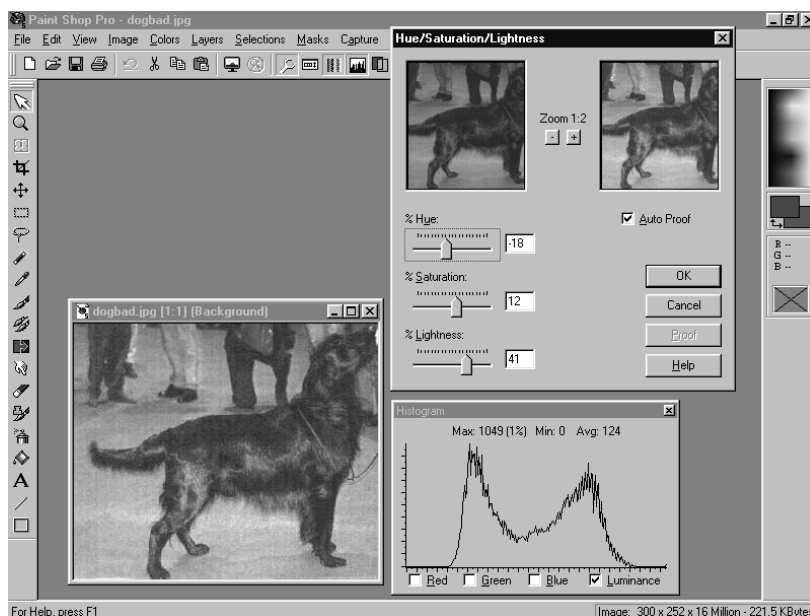 Paint Shop Pro - dogbad.jpg
File Edit View Image Colors Layers Selections Masks Capture
Hue/Saturation/Lightness
Zoom 1:2
- +
% Hue:
-18
Auto Proof
% Saturation:
12
% Lightness:
41
OK
Cancel
Proof
Help
R --
G --
B --
dogbad.jpg [1:1] (Background)
Histogram
Max: 1049 (1%) Min: 0 Avg: 124
Red Green Blue Luminance
A
For Help, press F1
Image: 300 x 252 x 16 Million - 221.5 KBytes